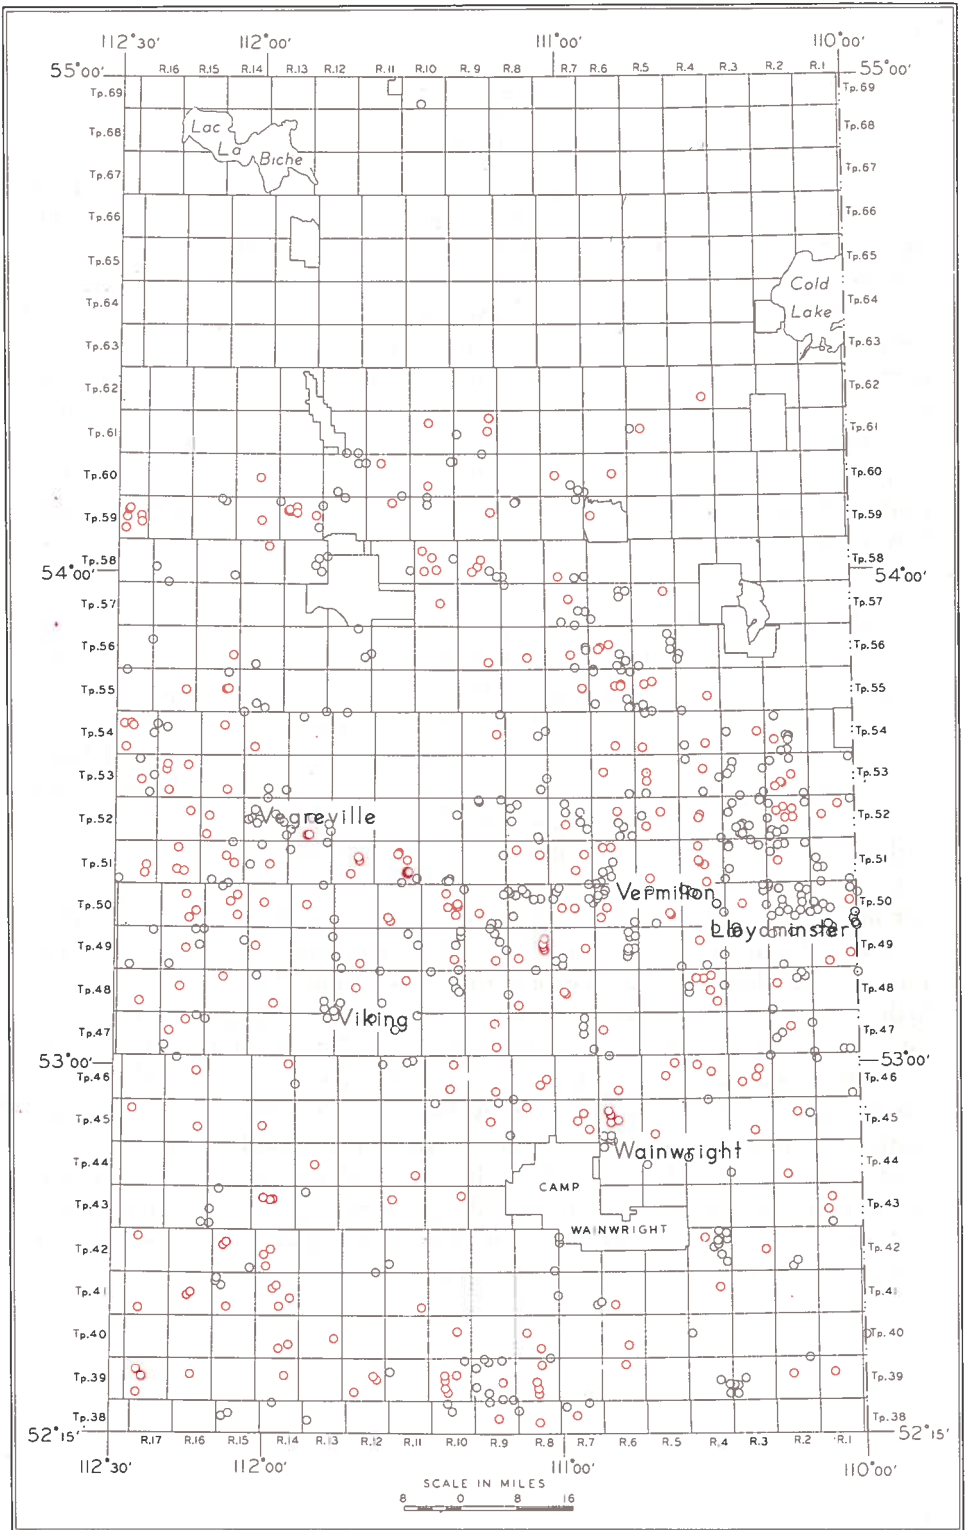 112°30' 112°00' 111°00' 110°00'
55°00' R.16 R.15 R.14 R.13 R.12 R.11 R.10 R.9 R.8 R.7 R.6 R.5 R.4 R.3 R.2 R.1 55°00'
Tp.69 Tp.69
Lac
Tp.68 Tp.68
La
Biche
Tp.67 Tp.67
Tp.66 Tp.66
Tp.65 Tp.65
Cold
Tp.64 Tp.64
Lake
Tp.63 Tp.63
Tp.62 Tp.62
Tp.61 Tp.61
Tp.60 Tp.60
Tp.59 Tp.59
Tp.58 Tp.58
54°00' 54°00'
Tp.57 Tp.57
Tp.56 Tp.56
Tp.55 Tp.55
Tp.54 Tp.54
Tp.53 Tp.53
Tp.52 Vegreville Tp.52
Tp.51 Tp.51
Vermilion
Tp.50 Tp.50
Lloydminster
Tp.49 Tp.49
Tp.48 Tp.48
Viking
Tp.47 Tp.47
53°00' 53°00'
Tp.46 Tp.46
Tp.45 Tp.45
Wainwright
Tp.44 Tp.44
CAMP
Tp.43 Tp.43
WAINWRIGHT
Tp.42 Tp.42
Tp.41 Tp.41
Tp.40 Tp.40
Tp.39 Tp.39
Tp.38 Tp.38
52°15' 52°15'
R.17 R.16 R.15 R.14 R.13 R.12 R.11 R.10 R.9 R.8 R.7 R.6 R.5 R.4 R.3 R.2 R.1
112°30' 112°00' 111°00' 110°00'
SCALE IN MILES
8 0 8 16